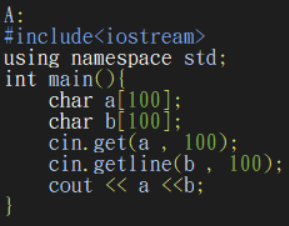 A:
#include<iostream>
using namespace std;
int main(){
    char a[100];
    char b[100];
    cin.get(a , 100);
    cin.getline(b , 100);
    cout << a <<b;
}